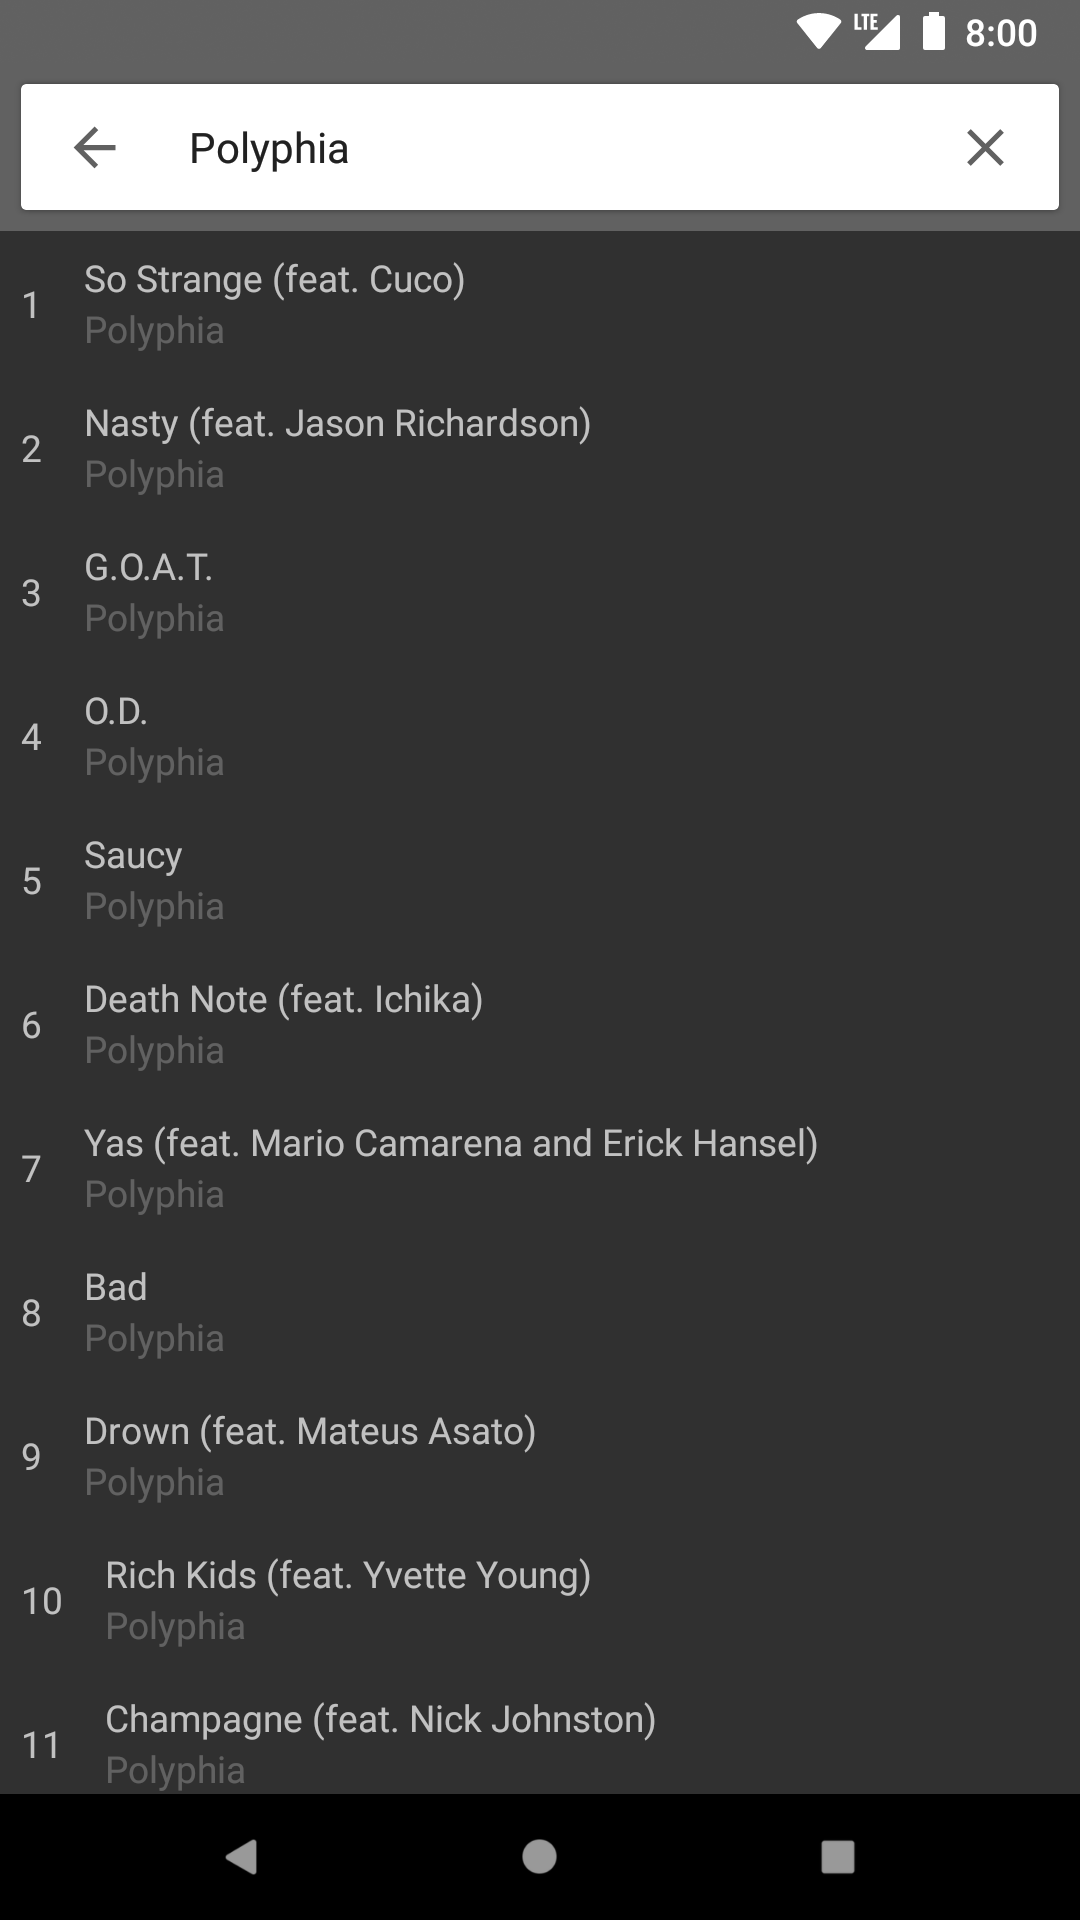 LTE 8:00
Polyphia
1
So Strange (feat. Cuco)
Polyphia
2
Nasty (feat. Jason Richardson)
Polyphia
3
G.O.A.T.
Polyphia
4
O.D.
Polyphia
5
Saucy
Polyphia
6
Death Note (feat. Ichika)
Polyphia
7
Yas (feat. Mario Camarena and Erick Hansel)
Polyphia
8
Bad
Polyphia
9
Drown (feat. Mateus Asato)
Polyphia
10
Rich Kids (feat. Yvette Young)
Polyphia
11
Champagne (feat. Nick Johnston)
Polyphia